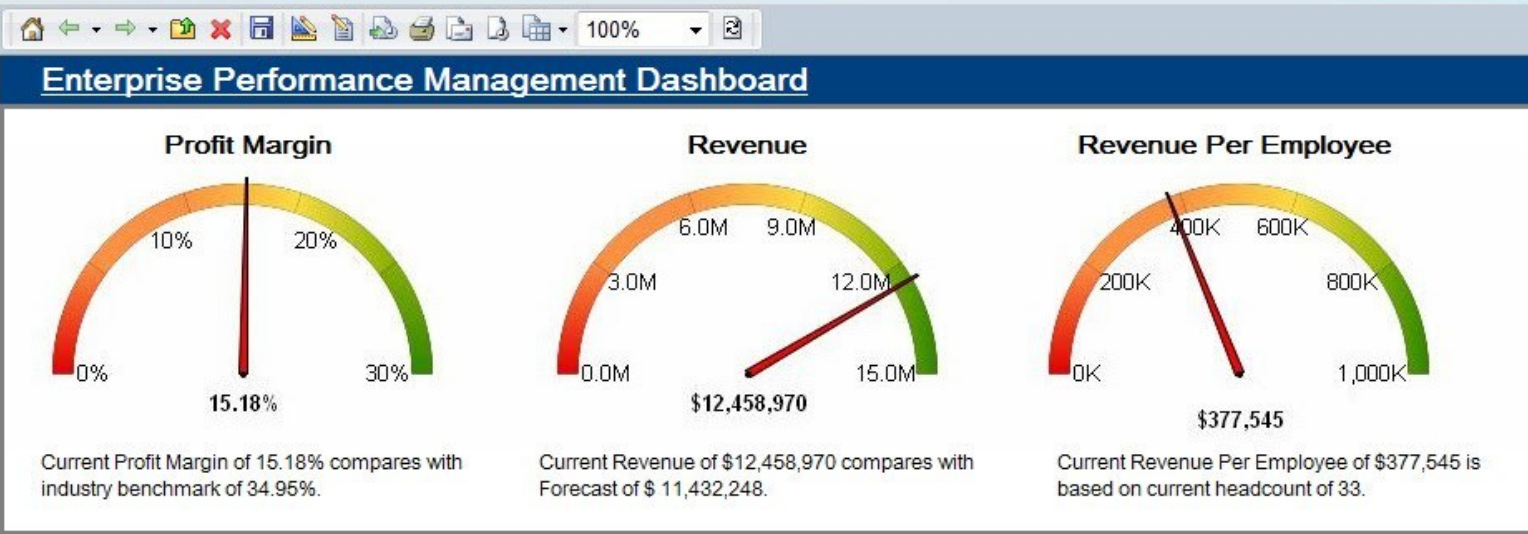 100%
Enterprise Performance Management Dashboard
Profit Margin
10%
20%
0%
30%
15.18%
Current Profit Margin of 15.18% compares with
industry benchmark of 34.95%.
Revenue
6.0M
9.0M
3.0M
12.0M
0.0M
15.0M
$12,458,970
Current Revenue of $12,458,970 compares with
Forecast of $ 11,432,248.
Revenue Per Employee
400K
600K
200K
800K
0K
1,000K
$377,545
Current Revenue Per Employee of $377,545 is
based on current headcount of 33.